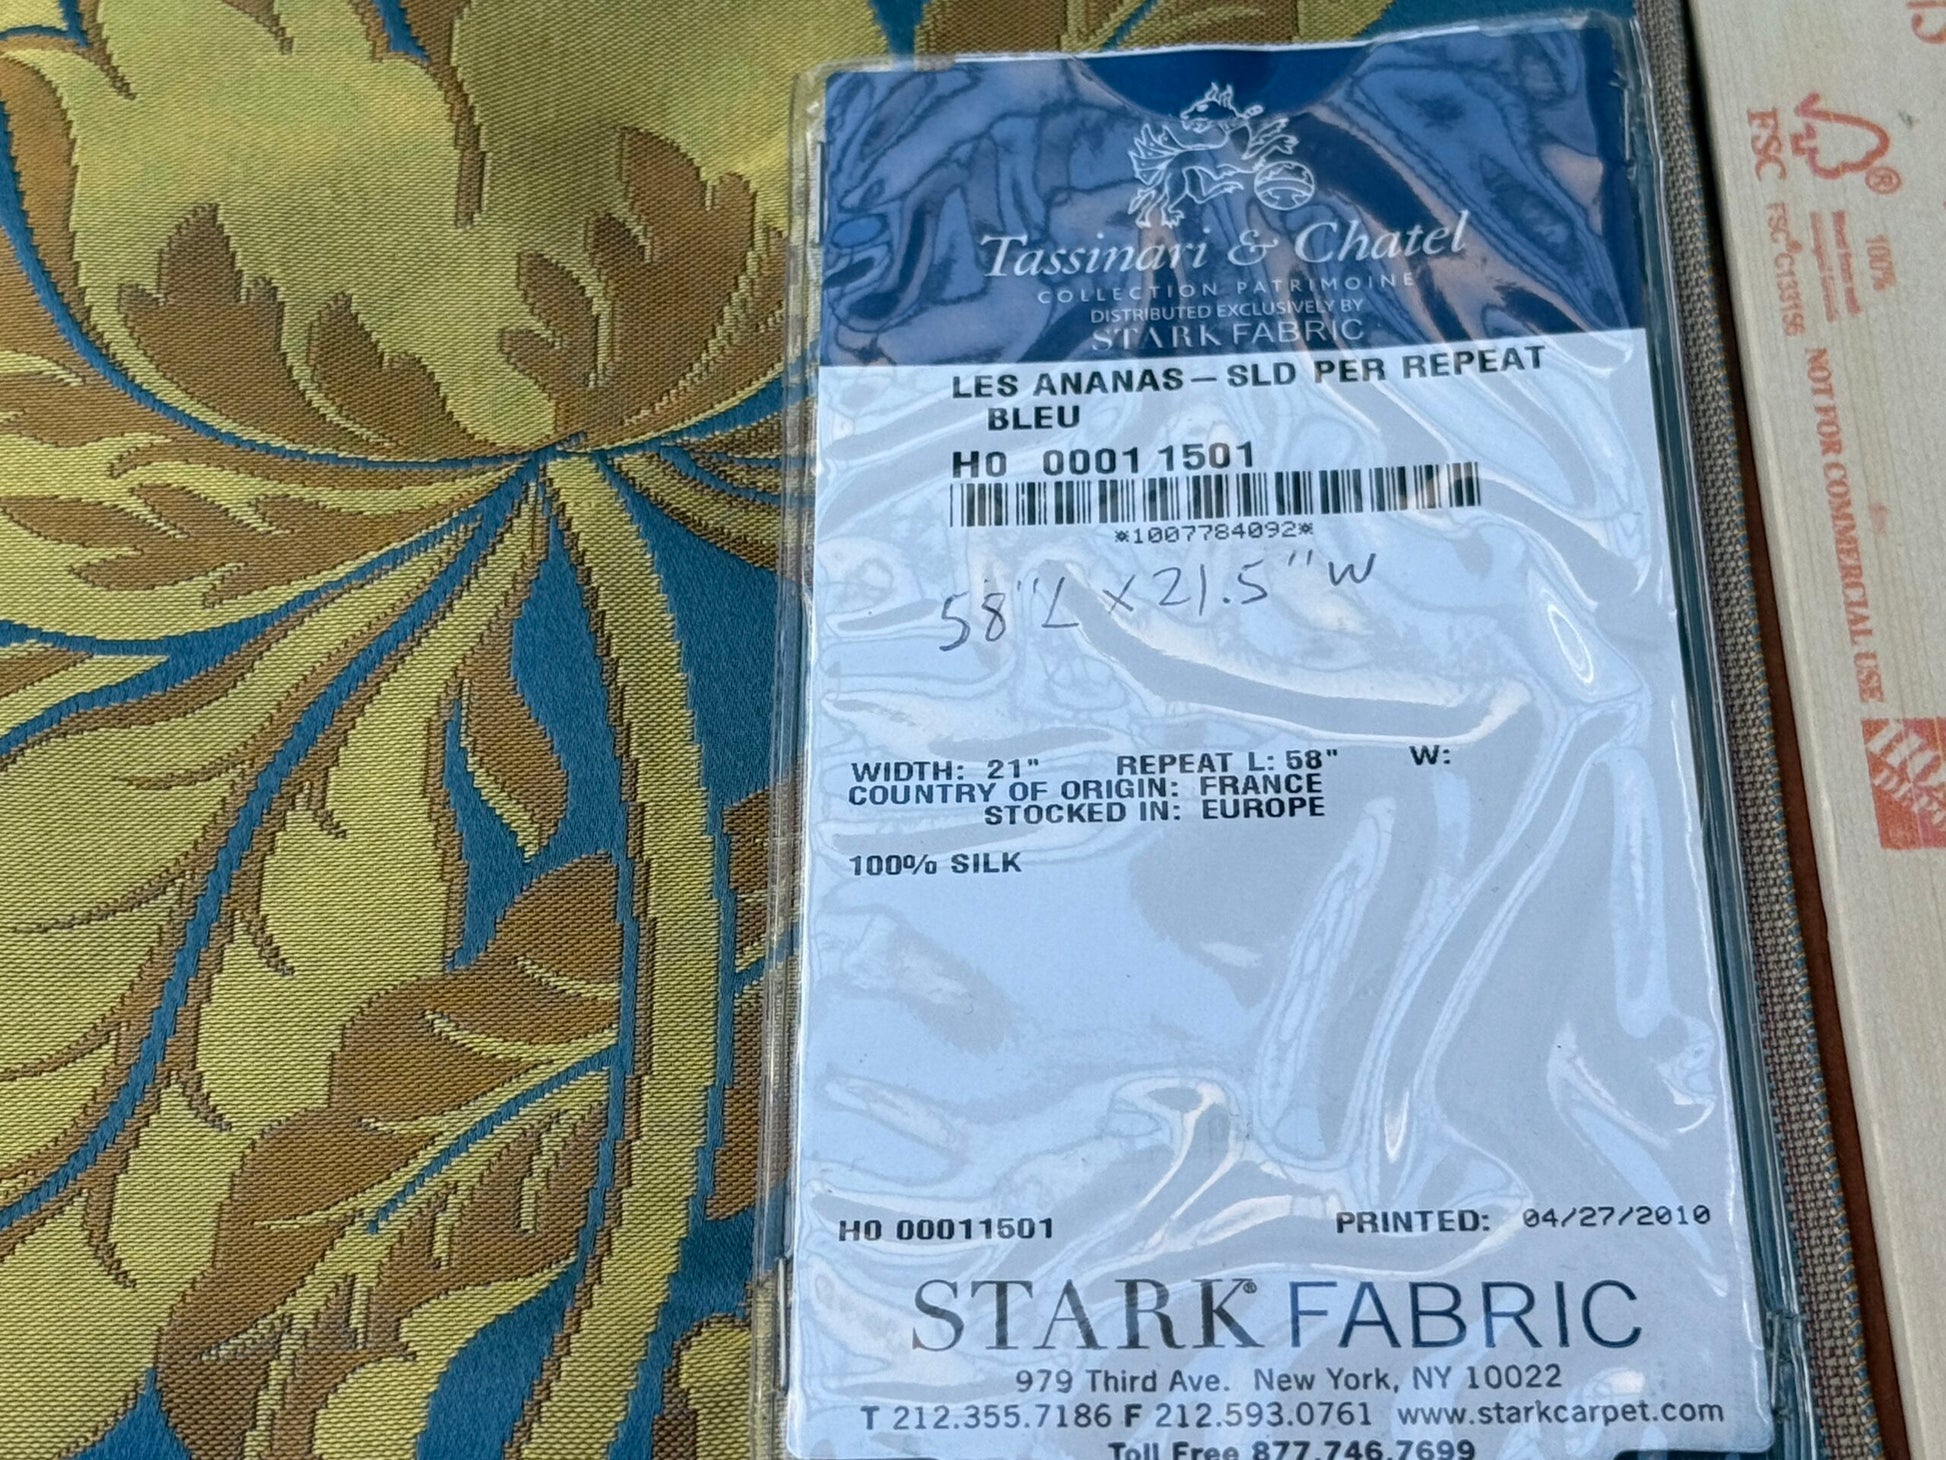 Tassinari & Chatel
COLLECTION PATRIMOINE
DISTRIBUTED EXCLUSIVELY BY
STARK FABRIC
LES ANANAS – SLD PER REPEAT
BLEU
H0 0001 1501
*1007784092*
58"L x 21.5"W
WIDTH: 21" REPEAT L: 58" W:
COUNTRY OF ORIGIN: FRANCE
STOCKED IN: EUROPE
100% SILK
H0 00011501 PRINTED: 04/27/2010
STARK® FABRIC
979 Third Ave. New York, NY 10022
T 212.355.7186 F 212.593.0761 www.starkcarpet.com
Toll Free 877.746.7699
®
FSC
100%
NOT FOR COMMERCIAL USE